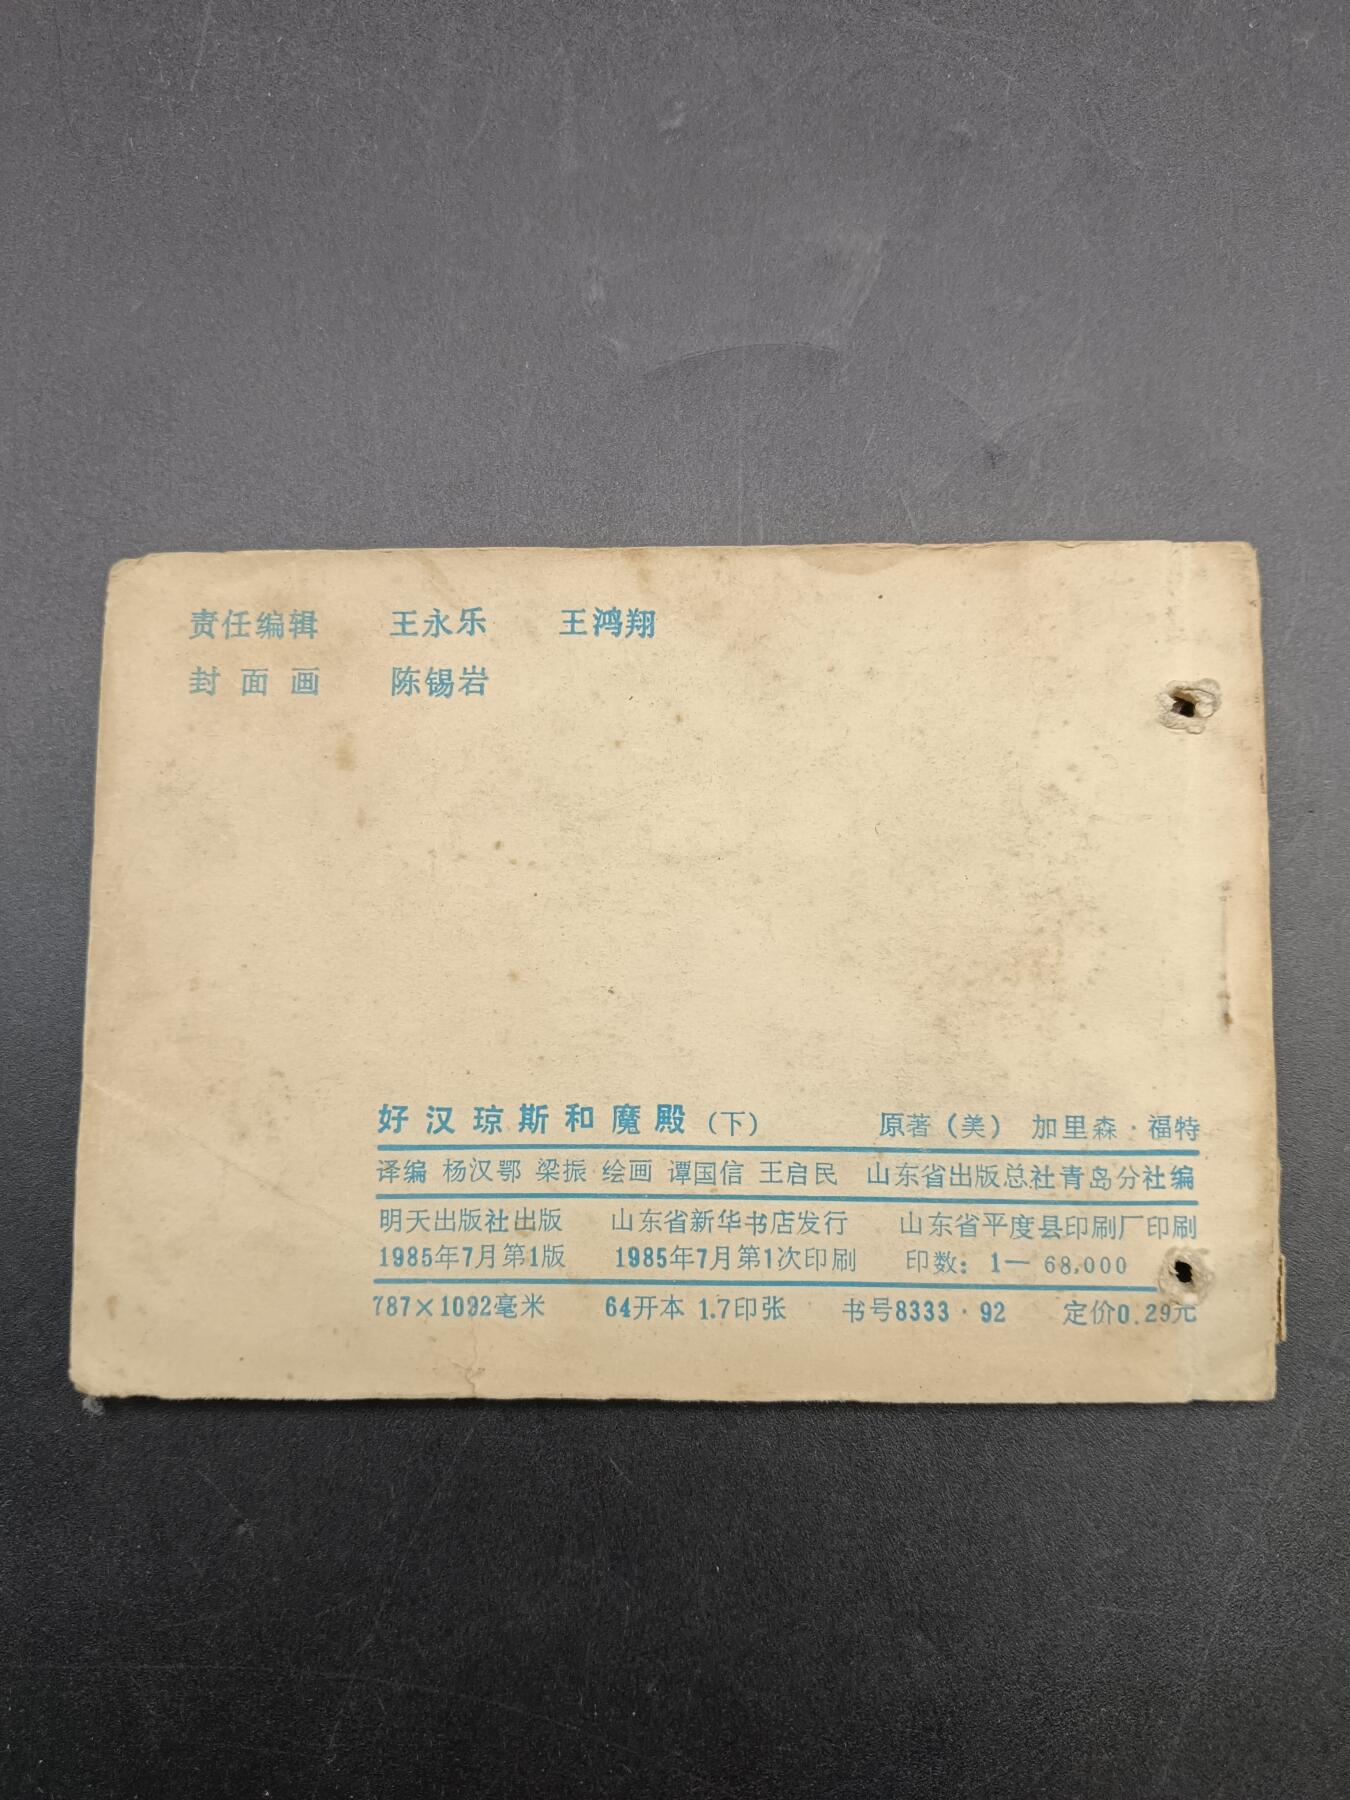 责任编辑 王永乐 王鸿翔
封面画 陈锡岩
好汉琼斯和魔殿（下） 原著（美） 加里森·福特
译编 杨汉鄂 梁振 绘画 谭国信 王启民 山东省出版总社青岛分社编
明天出版社出版 山东省新华书店发行 山东省平度县印刷厂印刷
1985年7月第1版 1985年7月第1次印刷 印数：1— 68,000
787×1092毫米 64开本 1.7印张 书号8333·92 定价0.29元